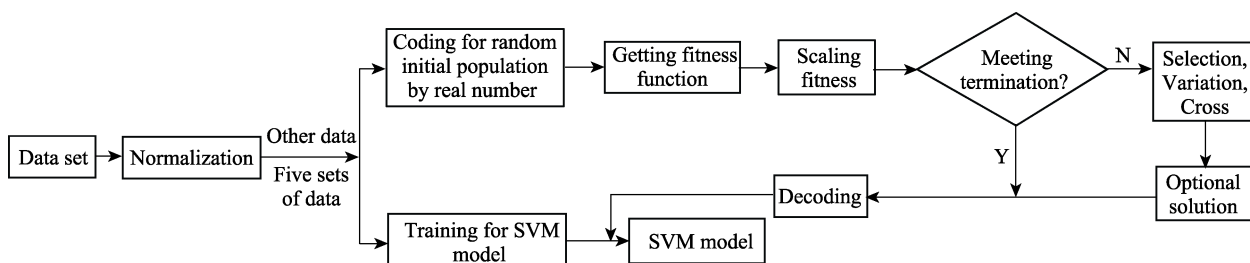 Data set
Normalization
Other data
Five sets
of data
Coding for random
initial population
by real number
Getting fitness
function
Scaling
fitness
Meeting
termination?
N
Selection,
Variation,
Cross
Y
Optional
solution
Decoding
Training for SVM
model
SVM model